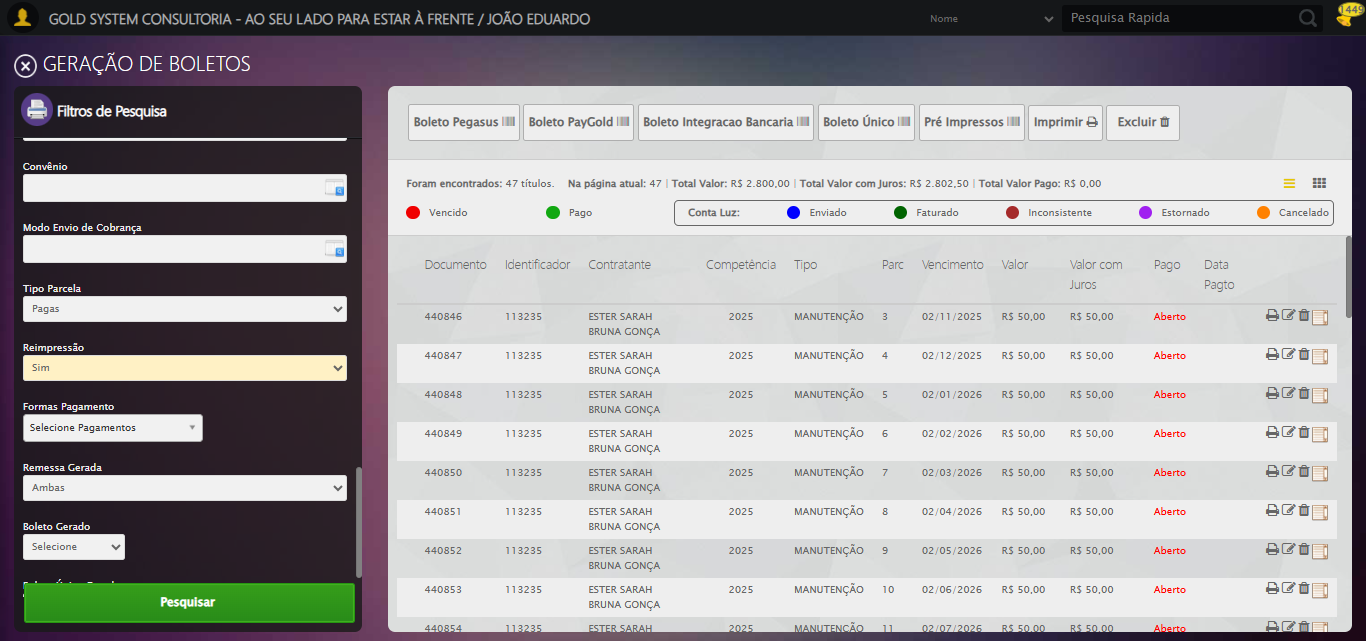 GOLD SYSTEM CONSULTORIA - AO SEU LADO PARA ESTAR À FRENTE / JOÃO EDUARDO
Nome
Pesquisa Rapida
1449
GERAÇÃO DE BOLETOS
Filtros de Pesquisa
Convênio
Modo Envio de Cobrança
Tipo Parcela
Pagas
Reimpressão
Sim
Formas Pagamento
Selecione Pagamentos
Remessa Gerada
Ambas
Boleto Gerado
Selecione
Pesquisar
Boleto Pegasus
Boleto PayGold
Boleto Integracao Bancaria
Boleto Único
Pré Impressos
Imprimir
Excluir
Foram encontrados: 47 títulos. Na página atual: 47 | Total Valor: R$ 2.800,00 | Total Valor com Juros: R$ 2.802,50 | Total Valor Pago: R$ 0,00
Vencido Pago Conta Luz: Enviado Faturado Inconsistente Estornado Cancelado
Documento Identificador Contratante Competência Tipo Parc Vencimento Valor Valor com Pago Data
Juros Pagto
440846 113235 ESTER SARAH 2025 MANUTENÇÃO 3 02/11/2025 R$ 50,00 R$ 50,00 Aberto
BRUNA GONÇA
440847 113235 ESTER SARAH 2025 MANUTENÇÃO 4 02/12/2025 R$ 50,00 R$ 50,00 Aberto
BRUNA GONÇA
440848 113235 ESTER SARAH 2025 MANUTENÇÃO 5 02/01/2026 R$ 50,00 R$ 50,00 Aberto
BRUNA GONÇA
440849 113235 ESTER SARAH 2025 MANUTENÇÃO 6 02/02/2026 R$ 50,00 R$ 50,00 Aberto
BRUNA GONÇA
440850 113235 ESTER SARAH 2025 MANUTENÇÃO 7 02/03/2026 R$ 50,00 R$ 50,00 Aberto
BRUNA GONÇA
440851 113235 ESTER SARAH 2025 MANUTENÇÃO 8 02/04/2026 R$ 50,00 R$ 50,00 Aberto
BRUNA GONÇA
440852 113235 ESTER SARAH 2025 MANUTENÇÃO 9 02/05/2026 R$ 50,00 R$ 50,00 Aberto
BRUNA GONÇA
440853 113235 ESTER SARAH 2025 MANUTENÇÃO 10 02/06/2026 R$ 50,00 R$ 50,00 Aberto
BRUNA GONÇA
440854 113235 ESTER SARAH 2025 MANUTENÇÃO 11 02/07/2026 R$ 50,00 R$ 50,00 Aberto